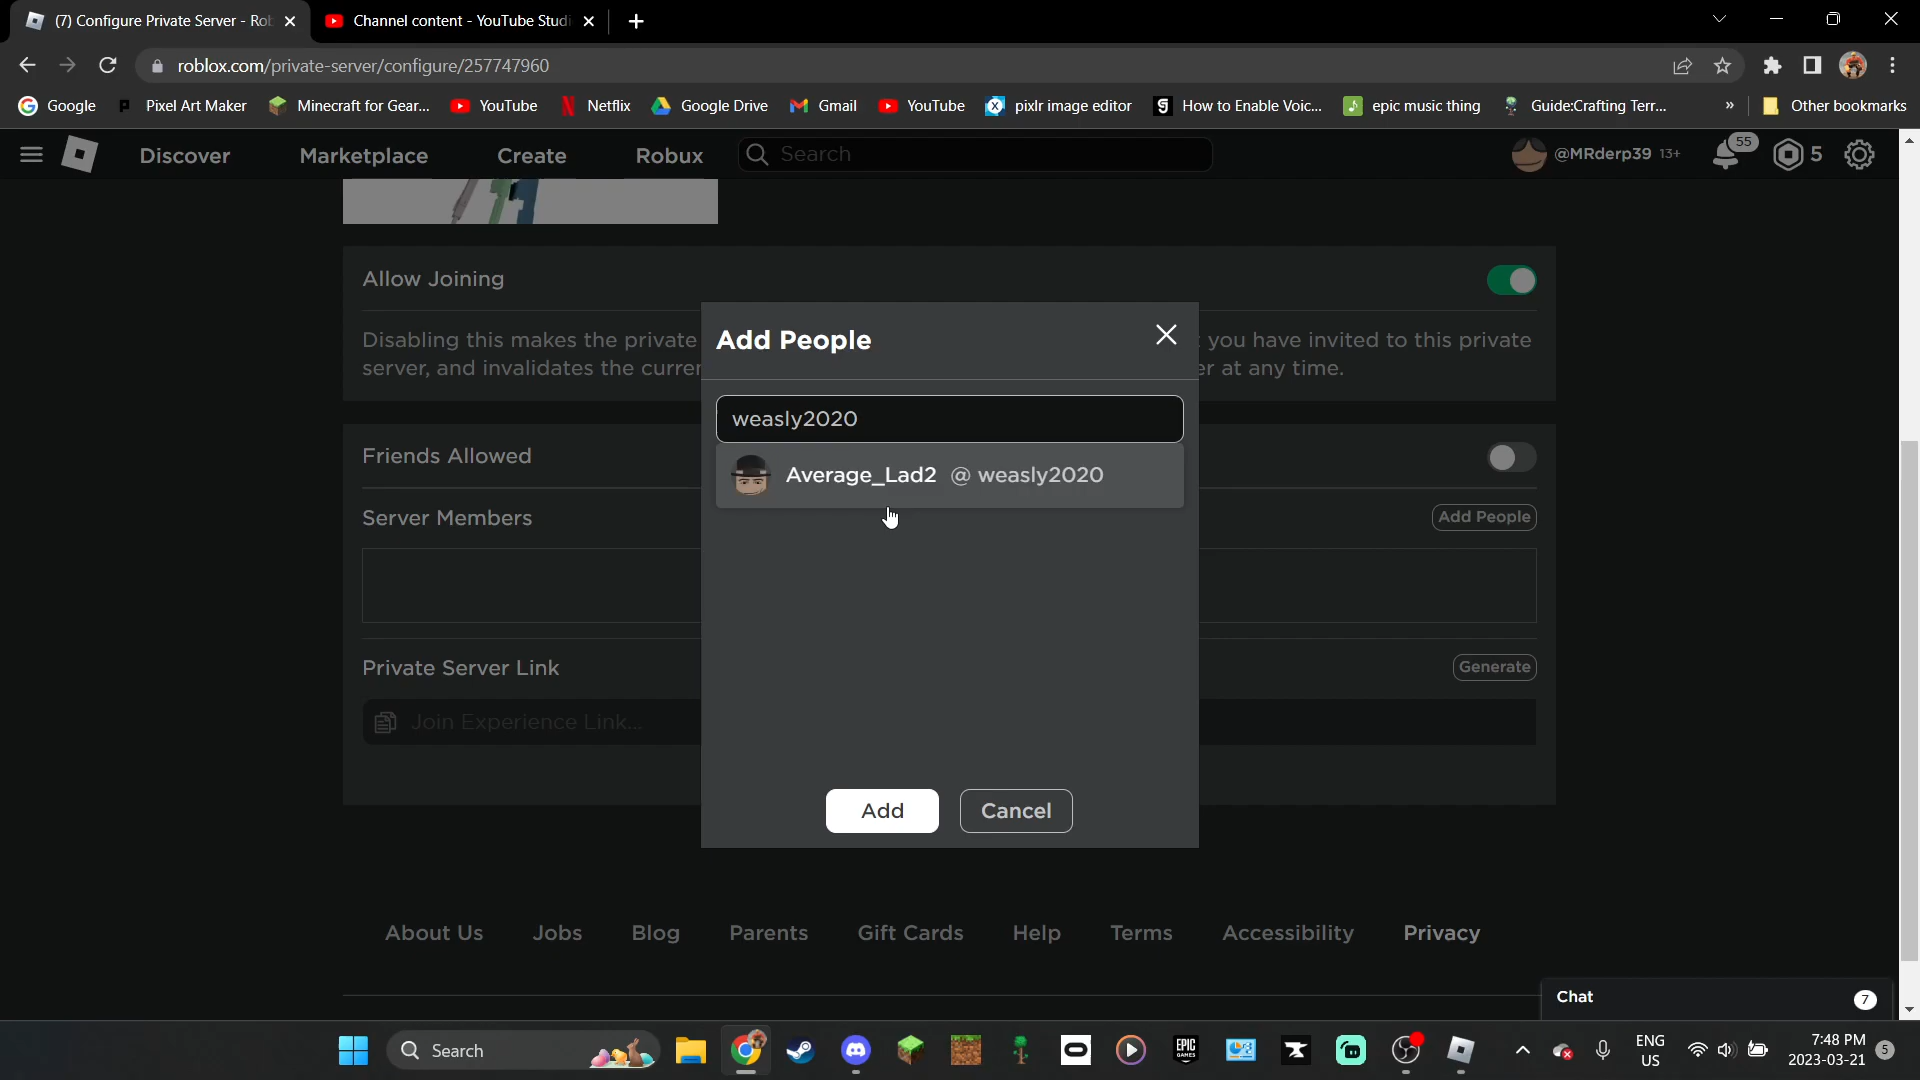 (7) Configure Private Server - Rob
Channel content - YouTube Studi
roblox.com/private-server/configure/257747960
Google
Pixel Art Maker
Minecraft for Gear...
YouTube
Netflix
Google Drive
Gmail
YouTube
pixlr image editor
How to Enable Voic...
epic music thing
Guide:Crafting Terr...
»
Other bookmarks
Discover
Marketplace
Create
Robux
Search
@MRderp39 13+
55
5
Allow Joining
Disabling this makes the private
you have invited to this private
server, and invalidates the curren
er at any time.
Add People
weasly2020
Average_Lad2 @ weasly2020
Add
Cancel
Friends Allowed
Server Members
Add People
Private Server Link
Generate
Join Experience Link...
About Us
Jobs
Blog
Parents
Gift Cards
Help
Terms
Accessibility
Privacy
Chat
7
Search
EPIC GAMES
ENG
US
7:48 PM
2023-03-21
5